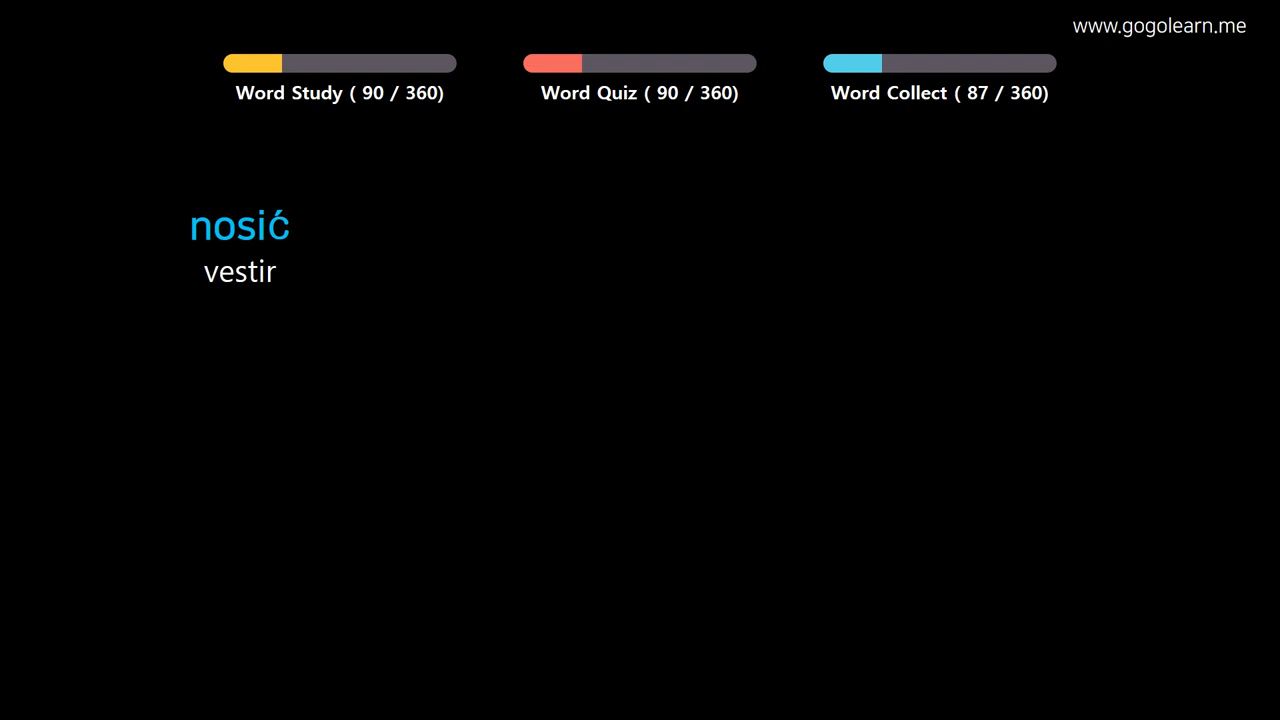 www.gogolearn.me
Word Study ( 90 / 360)
Word Quiz ( 90 / 360)
Word Collect ( 87 / 360)
nosić
vestir